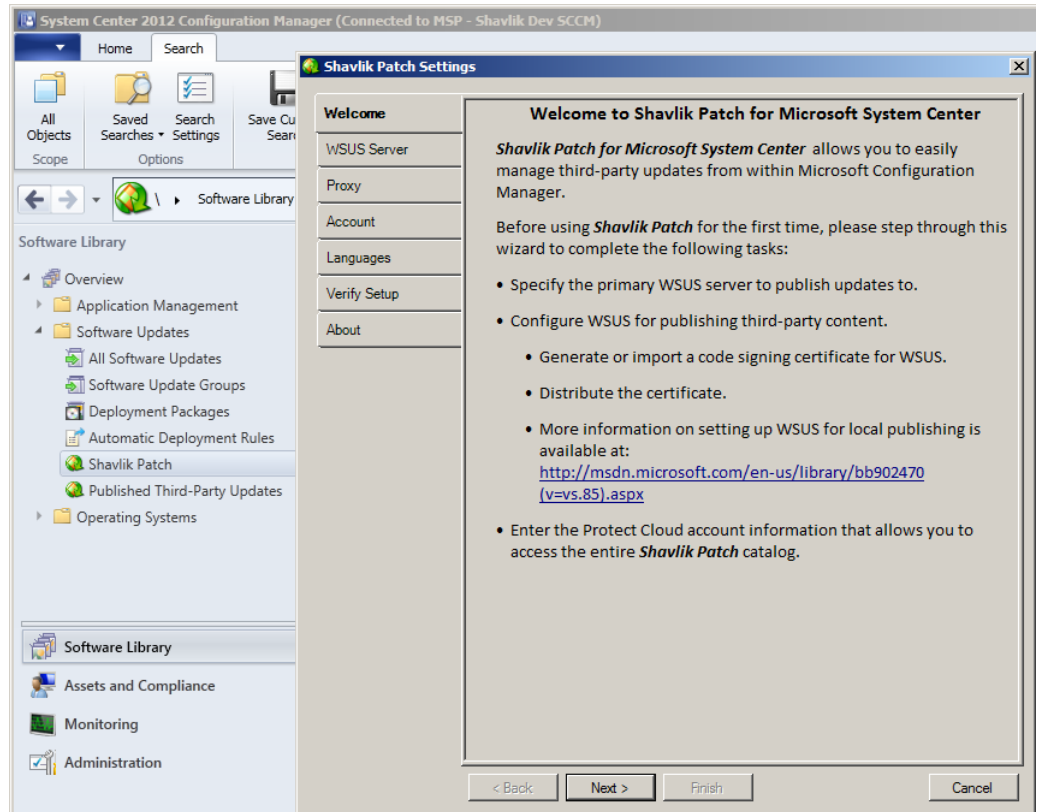 System Center 2012 Configuration Manager (Connected to MSP - Shavlik Dev SCCM)
Home
Search
All
Objects
Saved
Searches
Search
Settings
Save Cu
Sear
Scope
Options
\ Software Library
Software Library
Overview
Application Management
Software Updates
All Software Updates
Software Update Groups
Deployment Packages
Automatic Deployment Rules
Shavlik Patch
Published Third-Party Updates
Operating Systems
Software Library
Assets and Compliance
Monitoring
Administration
Shavlik Patch Settings
Welcome
WSUS Server
Proxy
Account
Languages
Verify Setup
About
Welcome to Shavlik Patch for Microsoft System Center
Shavlik Patch for Microsoft System Center allows you to easily
manage third-party updates from within Microsoft Configuration
Manager.
Before using Shavlik Patch for the first time, please step through this
wizard to complete the following tasks:
• Specify the primary WSUS server to publish updates to.
• Configure WSUS for publishing third-party content.
• Generate or import a code signing certificate for WSUS.
• Distribute the certificate.
• More information on setting up WSUS for local publishing is
available at:
http://msdn.microsoft.com/en-us/library/bb902470
(v=vs.85).aspx
• Enter the Protect Cloud account information that allows you to
access the entire Shavlik Patch catalog.
< Back
Next >
Finish
Cancel